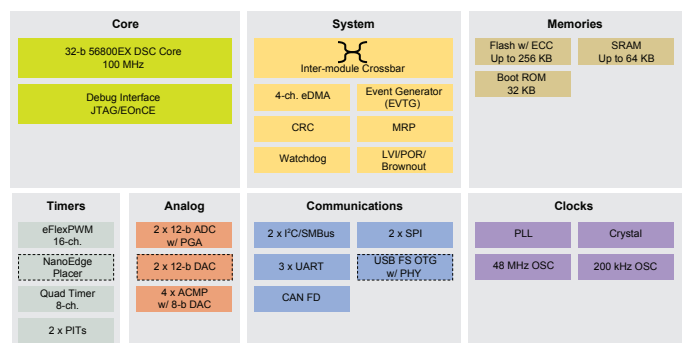 Core
32-b 56800EX DSC Core
100 MHz
Debug Interface
JTAG/EOnCE
System
Inter-module Crossbar
4-ch. eDMA
Event Generator
(EVTG)
CRC
MRP
Watchdog
LVI/POR/
Brownout
Memories
Flash w/ ECC
Up to 256 KB
SRAM
Up to 64 KB
Boot ROM
32 KB
Timers
eFlexPWM
16-ch.
NanoEdge
Placer
Quad Timer
8-ch.
2 x PITs
Analog
2 x 12-b ADC
w/ PGA
2 x 12-b DAC
4 x ACMP
w/ 8-b DAC
Communications
2 x I²C/SMBus
2 x SPI
3 x UART
USB FS OTG
w/ PHY
CAN FD
Clocks
PLL
Crystal
48 MHz OSC
200 kHz OSC